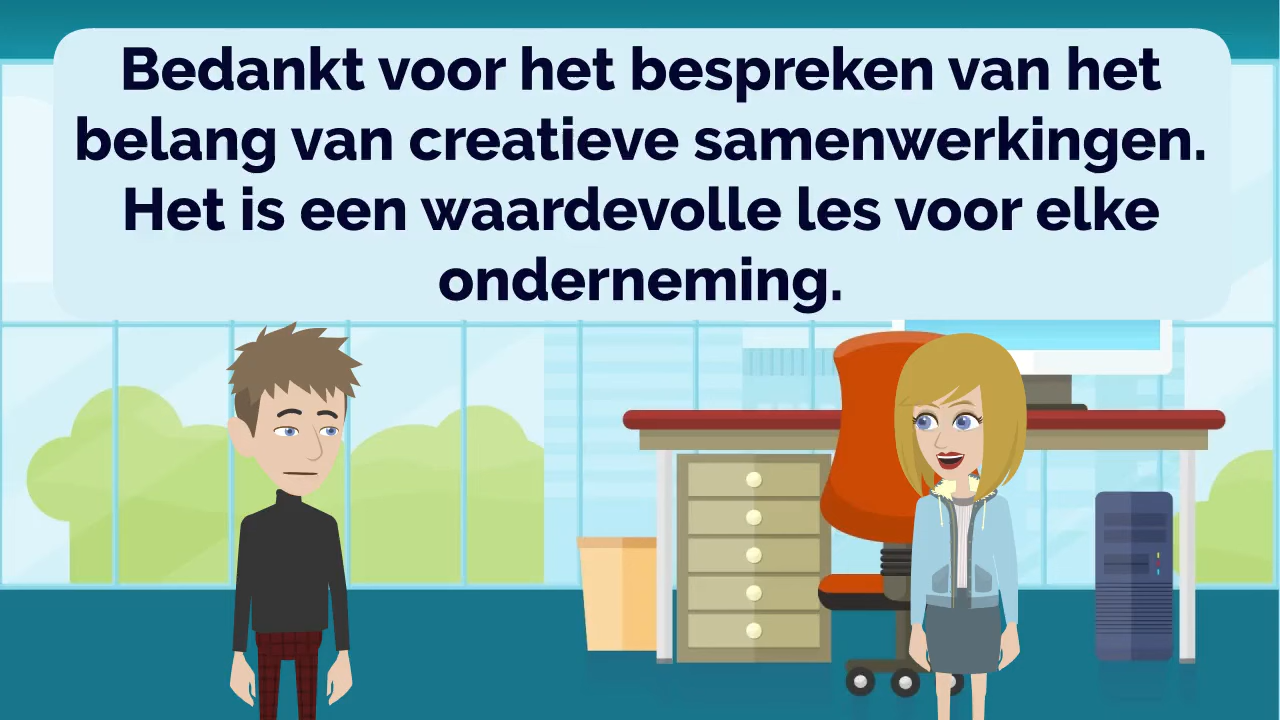 Bedankt voor het bespreken van het
belang van creatieve samenwerkingen.
Het is een waardevolle les voor elke
onderneming.